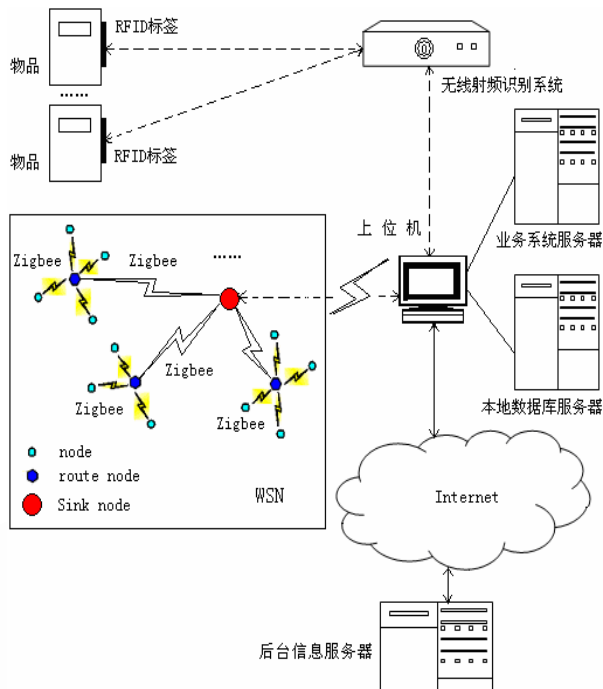 RFID标签
物品
……
无线射频识别系统
RFID标签
物品
上 位 机
业务系统服务器
Zigbee
Zigbee
……
Zigbee
Zigbee
Zigbee
本地数据库服务器
node
route node
Sink node
WSN
Internet
后台信息服务器